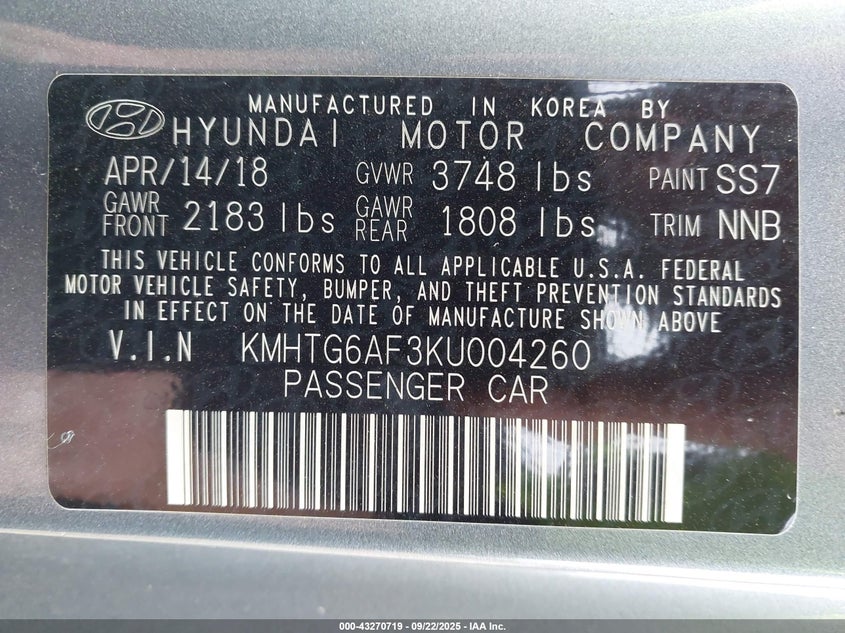 MANUFACTURED IN KOREA BY
HYUNDAI MOTOR COMPANY
APR/14/18 GVWR 3748 lbs PAINT SS7
GAWR FRONT 2183 lbs GAWR REAR 1808 lbs TRIM NNB
THIS VEHICLE CONFORMS TO ALL APPLICABLE U.S.A. FEDERAL
MOTOR VEHICLE SAFETY, BUMPER, AND THEFT PREVENTION STANDARDS
IN EFFECT ON THE DATE OF MANUFACTURE SHOWN ABOVE
V.I.N KMHTG6AF3KU004260
PASSENGER CAR
000-43270719 - 09/22/2025 - IAA Inc.